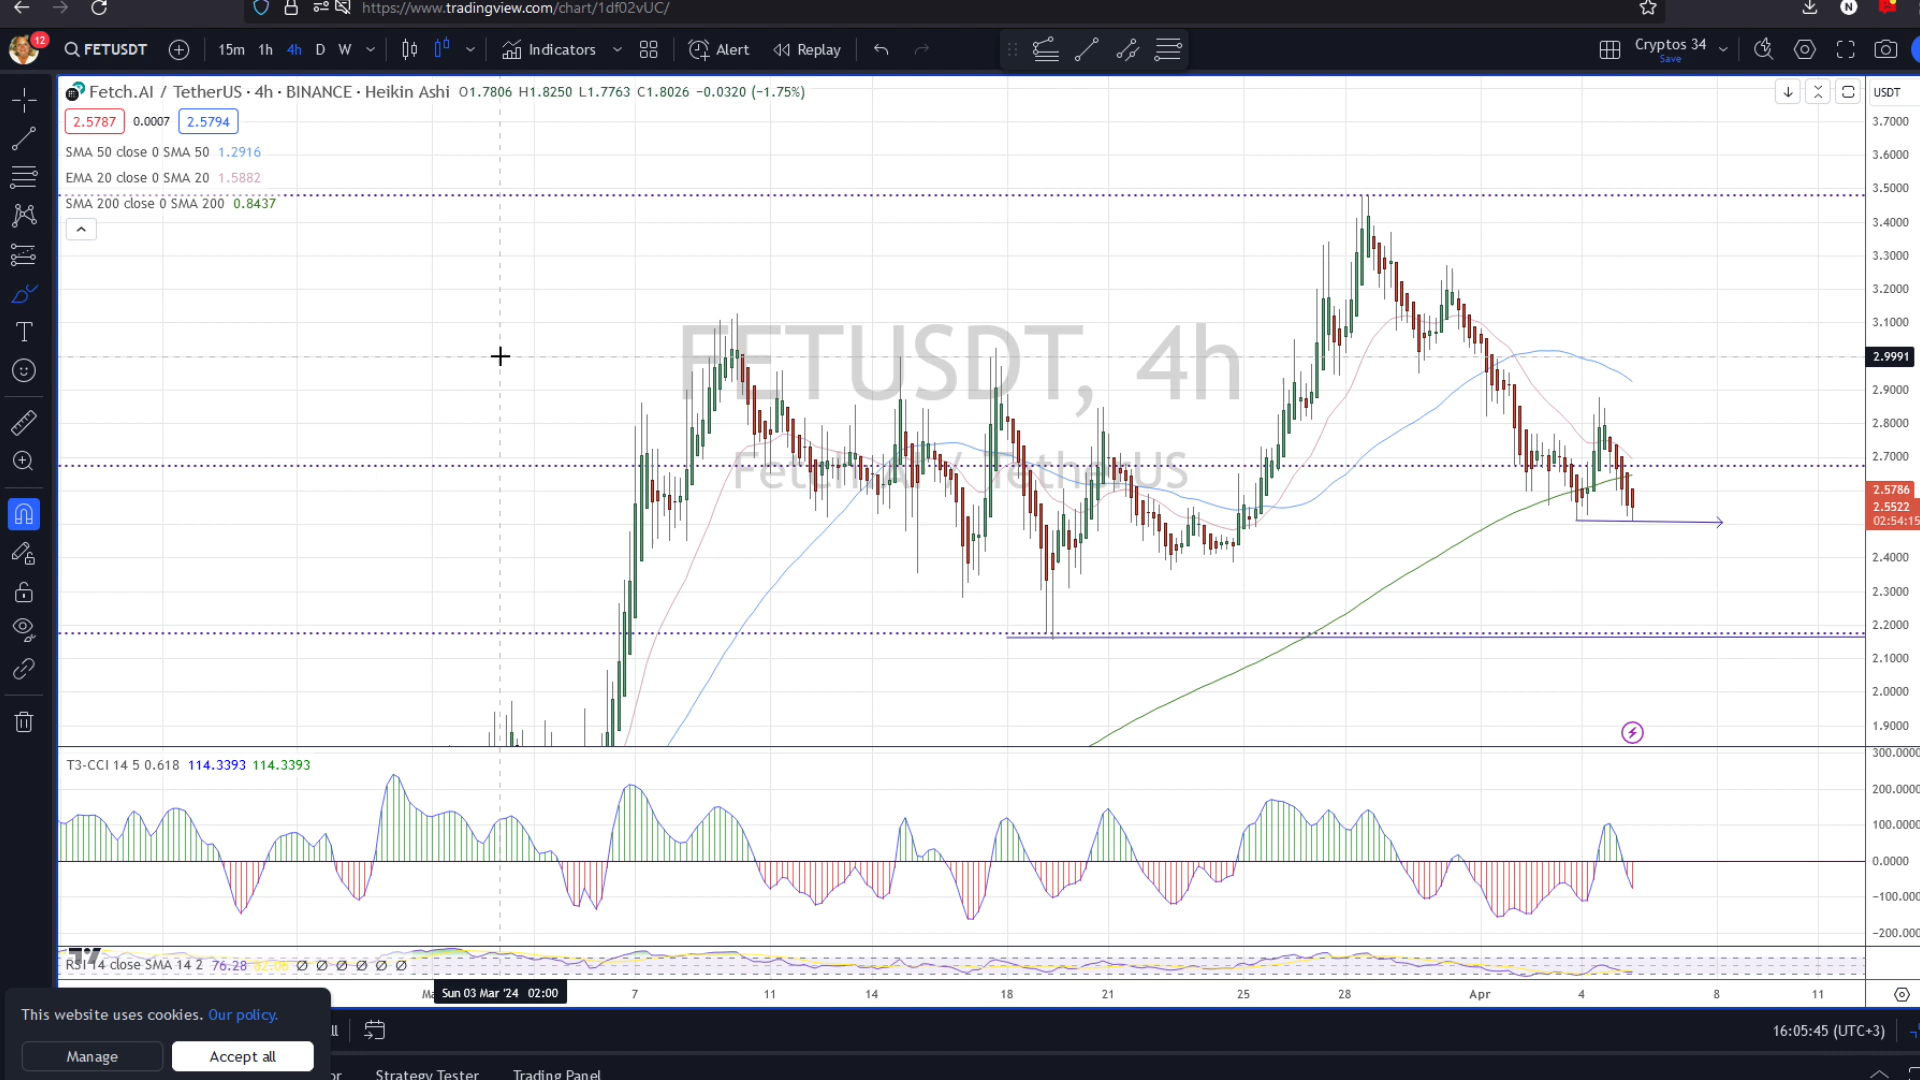 https://www.tradingview.com/chart/1df02vUC/
N
12
FETUSDT
15m 1h 4h D W
Indicators
Alert
Replay
Cryptos 34
Save
Fetch.AI / TetherUS · 4h · BINANCE · Heikin Ashi O1.7806 H1.8250 L1.7763 C1.8026 −0.0320 (−1.75%)
USDT
2.5787 0.0007 2.5794
SMA 50 close 0 SMA 50 1.2916
EMA 20 close 0 SMA 20 1.5882
SMA 200 close 0 SMA 200 0.8437
FETUSDT, 4h
Fetch.AI / TetherUS
3.7000
3.6000
3.5000
3.4000
3.3000
3.2000
3.1000
2.9991
2.9000
2.8000
2.7000
2.5786
2.5522
02:54:15
2.4000
2.3000
2.2000
2.1000
2.0000
1.9000
T3-CCI 14 5 0.618 114.3393 114.3393
300.0000
200.0000
100.0000
0.0000
−100.0000
−200.0000
RSI 14 close SMA 14 2 76.28 Ø Ø Ø Ø Ø Ø
Sun 03 Mar '24 02:00
7 11 14 18 21 25 28 Apr 4 8 11
This website uses cookies. Our policy.
Manage
Accept all
16:05:45 (UTC+3)
Strategy Tester
Trading Panel